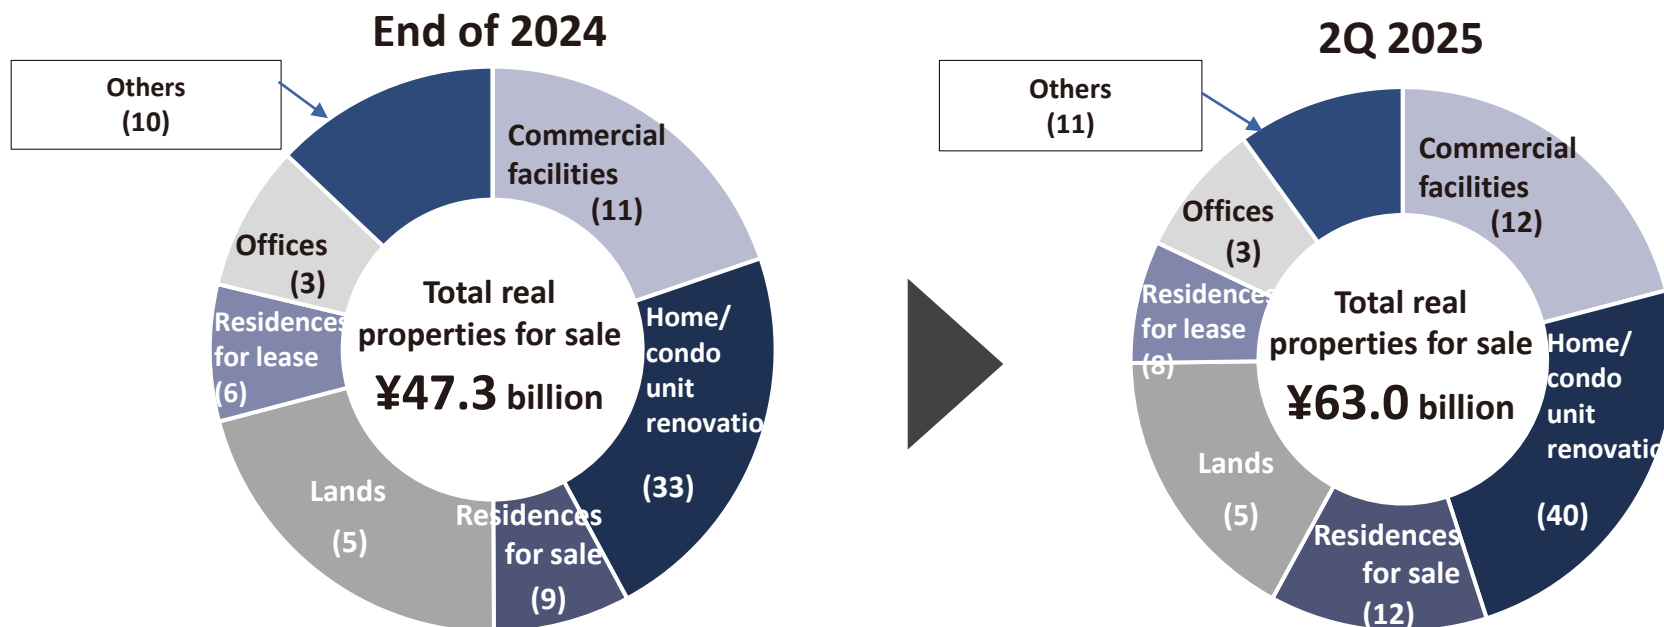 End of 2024
Others
(10)
Commercial
facilities
(11)
Home/
condo
unit
renovatio
(33)
Residences
for sale
(9)
Lands
(5)
Residences
for lease
(6)
Offices
(3)
Total real
properties for sale
¥47.3 billion
2Q 2025
Others
(11)
Commercial
facilities
(12)
Home/
condo
unit
renovatio
(40)
Residences
for sale
(12)
Lands
(5)
Residences
for lease
(8)
Offices
(3)
Total real
properties for sale
¥63.0 billion